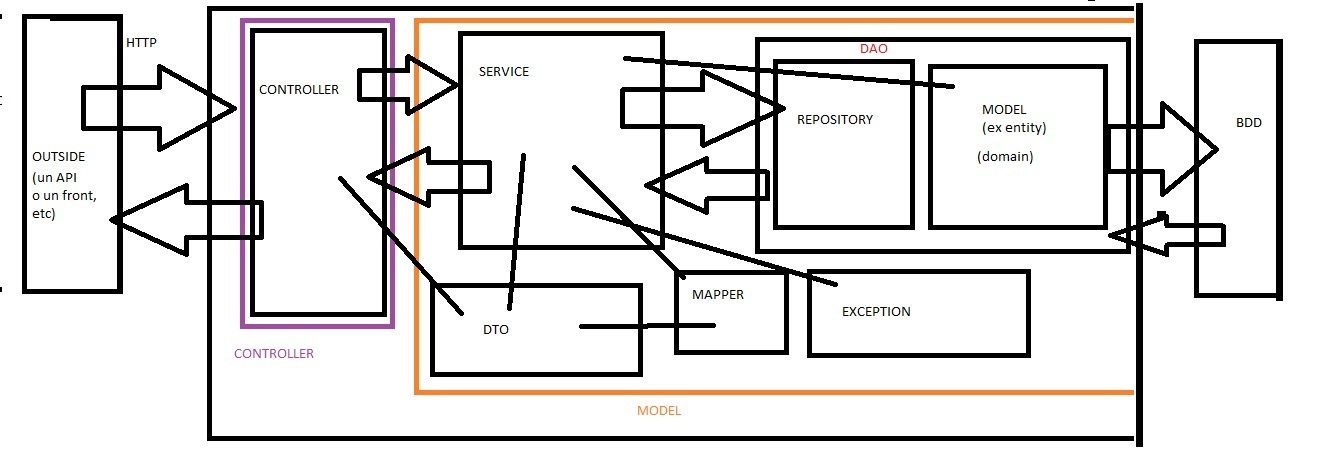 HTTP
OUTSIDE
(un API
o un front,
etc)
CONTROLLER
CONTROLLER
SERVICE
DAO
REPOSITORY
MODEL
(ex entity)
(domain)
BDD
DTO
MAPPER
EXCEPTION
MODEL